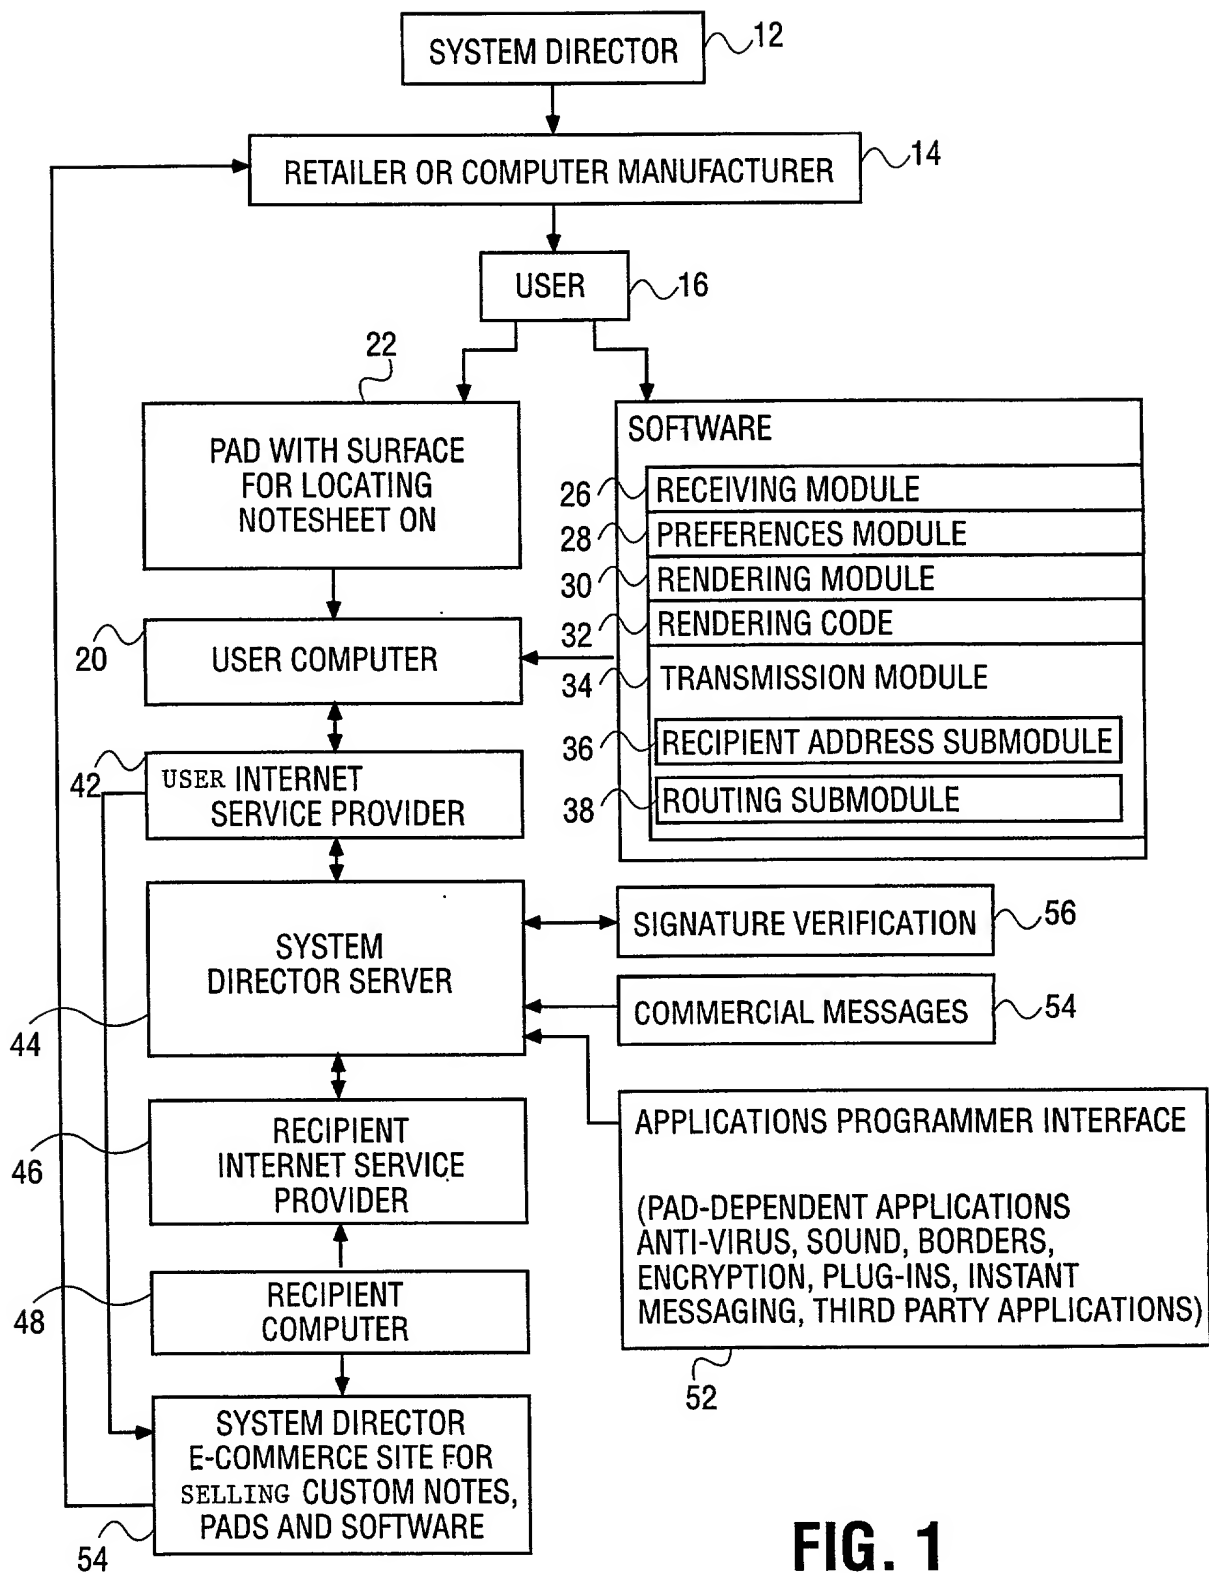 SYSTEM DIRECTOR
12
RETAILER OR COMPUTER MANUFACTURER
14
USER
16
22
PAD WITH SURFACE
FOR LOCATING
NOTESHEET ON
SOFTWARE
26
RECEIVING MODULE
28
PREFERENCES MODULE
30
RENDERING MODULE
32
RENDERING CODE
34
TRANSMISSION MODULE
36
RECIPIENT ADDRESS SUBMODULE
38
ROUTING SUBMODULE
20
USER COMPUTER
42
USER INTERNET
SERVICE PROVIDER
SYSTEM
DIRECTOR SERVER
44
SIGNATURE VERIFICATION
56
COMMERCIAL MESSAGES
54
RECIPIENT
INTERNET SERVICE
PROVIDER
46
APPLICATIONS PROGRAMMER INTERFACE
(PAD-DEPENDENT APPLICATIONS
ANTI-VIRUS, SOUND, BORDERS,
ENCRYPTION, PLUG-INS, INSTANT
MESSAGING, THIRD PARTY APPLICATIONS)
52
RECIPIENT
COMPUTER
48
SYSTEM DIRECTOR
E-COMMERCE SITE FOR
SELLING CUSTOM NOTES,
PADS AND SOFTWARE
54
FIG. 1